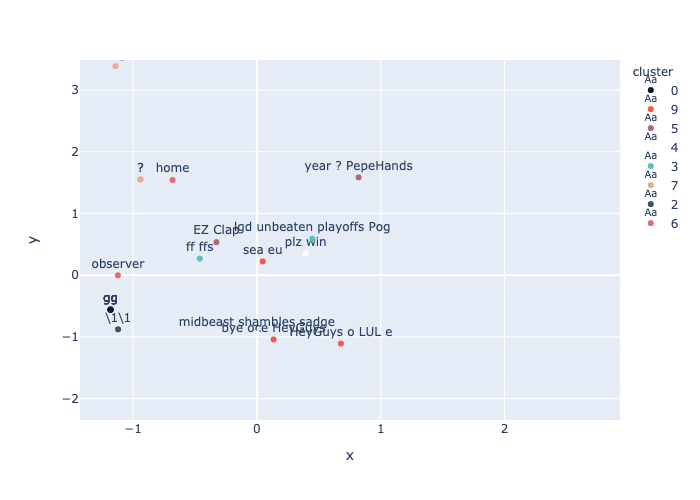 cluster
Aa
0
Aa
9
Aa
5
Aa
4
Aa
3
Aa
7
Aa
2
Aa
6
3
2
1
0
−1
−2
y
? home
year ? PepeHands
EZ Clap
lgd unbeaten playoffs Pog
plz win
ff ffs
sea eu
observer
gg
\1\1
midbeast shambles sadge
bye o e HeyGuys
HeyGuys o LUL e
−1 0 1 2
x